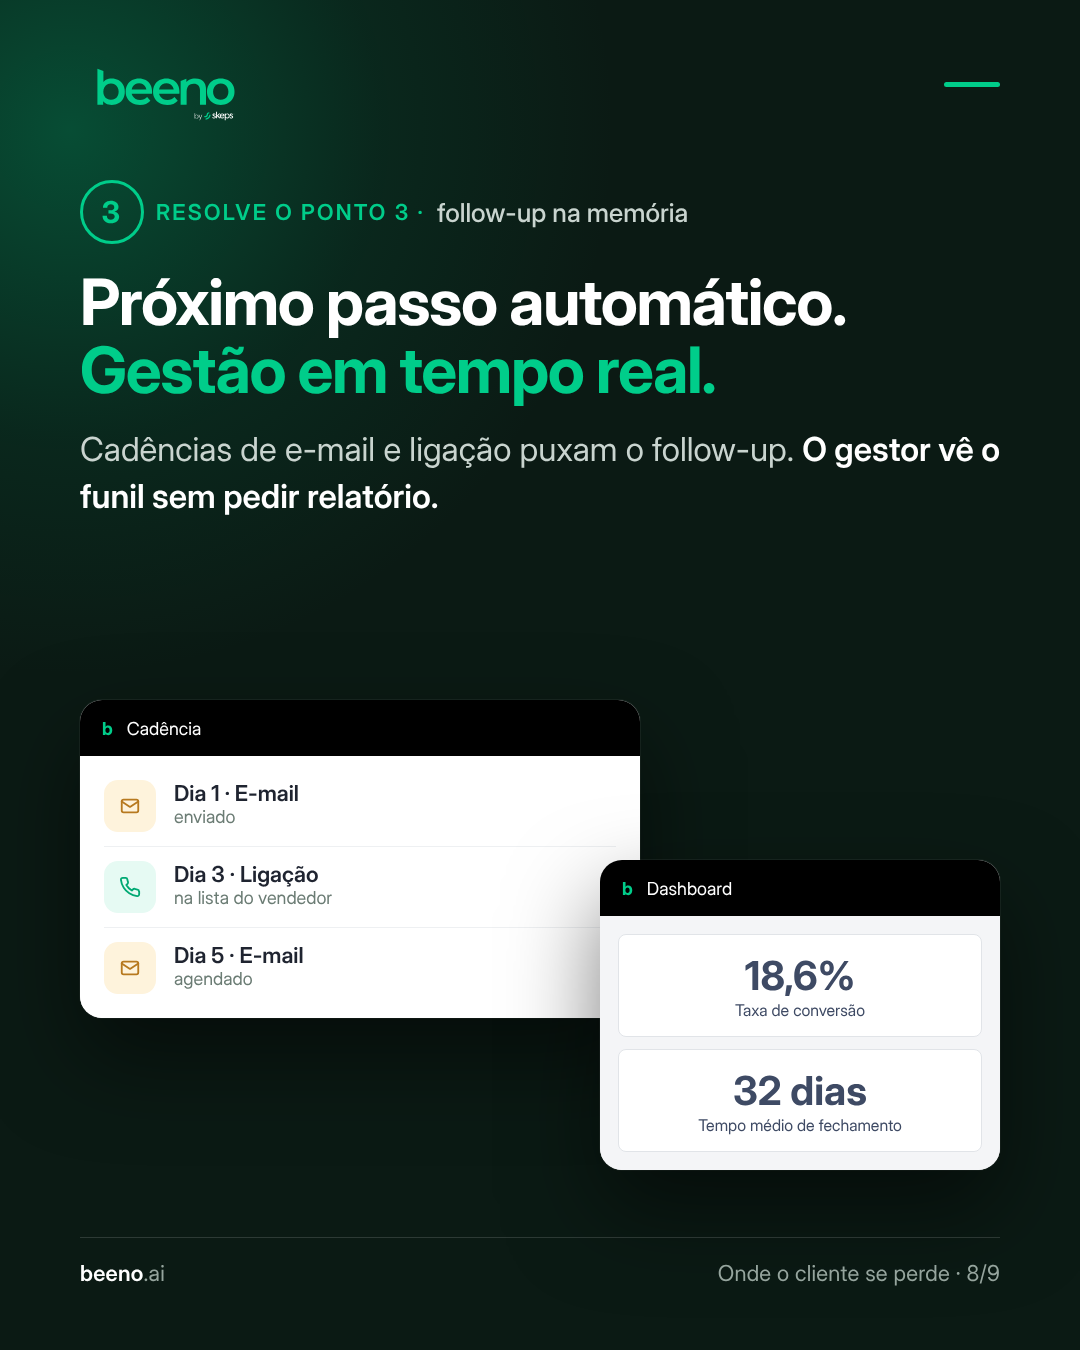 beeno
by skeps
3 RESOLVE O PONTO 3 · follow-up na memória
Próximo passo automático.
Gestão em tempo real.
Cadências de e-mail e ligação puxam o follow-up. O gestor vê o
funil sem pedir relatório.
b Cadência
Dia 1 · E-mail
enviado
Dia 3 · Ligação
na lista do vendedor
Dia 5 · E-mail
agendado
b Dashboard
18,6%
Taxa de conversão
32 dias
Tempo médio de fechamento
beeno.ai
Onde o cliente se perde · 8/9